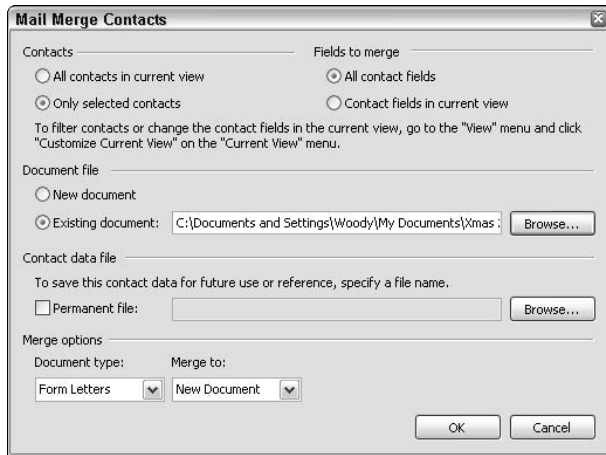 Mail Merge Contacts
Contacts
Fields to merge
All contacts in current view
All contact fields
Only selected contacts
Contact fields in current view
To filter contacts or change the contact fields in the current view, go to the "View" menu and click
"Customize Current View" on the "Current View" menu.
Document file
New document
Existing document: C:\Documents and Settings\Woody\My Documents\Xmas Browse...
Contact data file
To save this contact data for future use or reference, specify a file name.
Permanent file: Browse...
Merge options
Document type: Merge to:
Form Letters New Document
OK Cancel